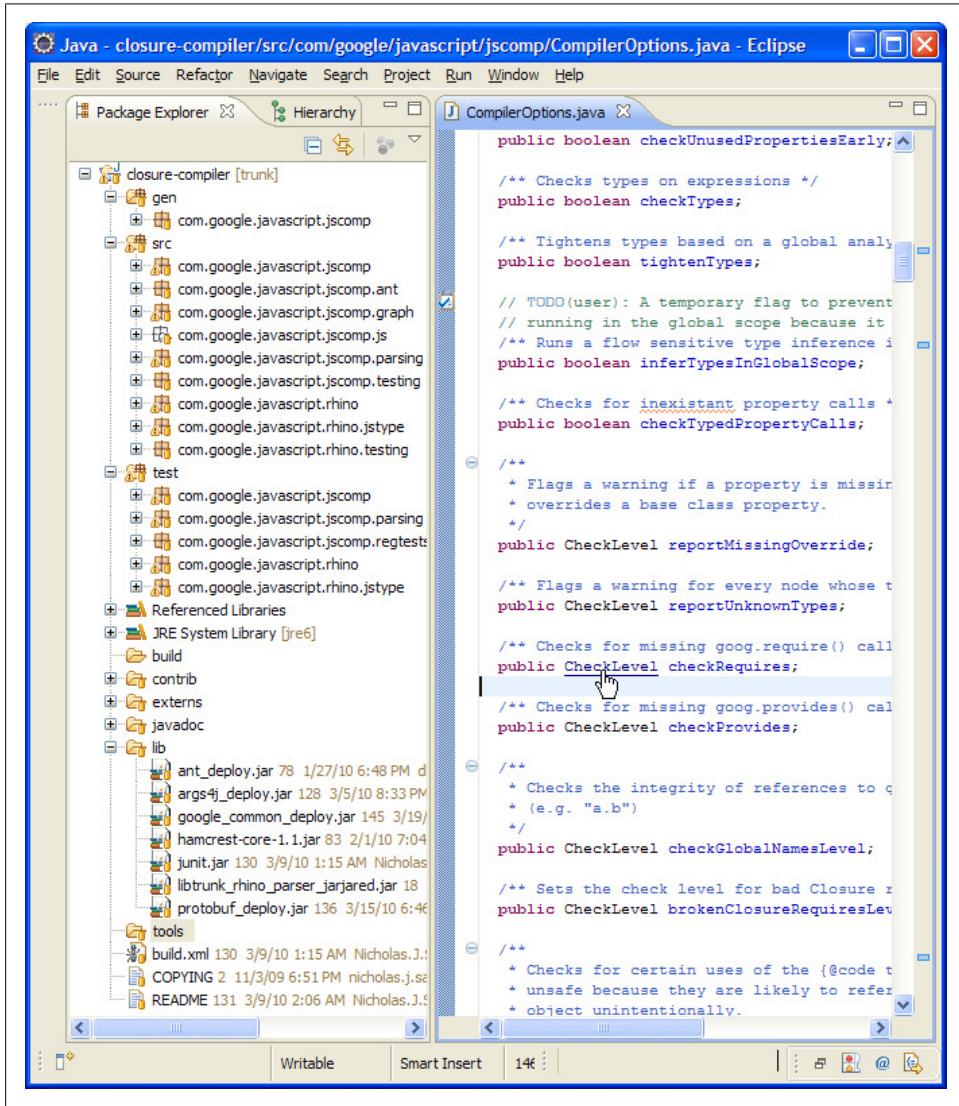 Java - closure-compiler/src/com/google/javascript/jscomp/CompilerOptions.java - Eclipse
File Edit Source Refactor Navigate Search Project Run Window Help
Package Explorer Hierarchy
closure-compiler [trunk]
gen
com.google.javascript.jscomp
src
com.google.javascript.jscomp
com.google.javascript.jscomp.ant
com.google.javascript.jscomp.graph
com.google.javascript.jscomp.js
com.google.javascript.jscomp.parsing
com.google.javascript.jscomp.testing
com.google.javascript.rhino
com.google.javascript.rhino.jstype
com.google.javascript.rhino.testing
test
com.google.javascript.jscomp
com.google.javascript.jscomp.parsing
com.google.javascript.jscomp.regtests
com.google.javascript.rhino
com.google.javascript.rhino.jstype
Referenced Libraries
JRE System Library [jre6]
build
contrib
externs
javadoc
lib
ant_deploy.jar 78 1/27/10 6:48 PM d
args4j_deploy.jar 128 3/5/10 8:33 PM
google_common_deploy.jar 145 3/19/
hamcrest-core-1.1.jar 83 2/1/10 7:04
junit.jar 130 3/9/10 1:15 AM Nicholas
libtrunk_rhino_parser_jarjared.jar 18
protobuf_deploy.jar 136 3/15/10 6:46
tools
build.xml 130 3/9/10 1:15 AM Nicholas.J.S
COPYING 2 11/3/09 6:51 PM nicholas.j.sa
README 131 3/9/10 2:06 AM Nicholas.J.S
CompilerOptions.java
public boolean checkUnusedPropertiesEarly;
/** Checks types on expressions */
public boolean checkTypes;
/** Tightens types based on a global analy
public boolean tightenTypes;
// TODO(user): A temporary flag to prevent
// running in the global scope because it
/** Runs a flow sensitive type inference i
public boolean inferTypesInGlobalScope;
/** Checks for inexistant property calls *
public boolean checkTypedPropertyCalls;
/**
* Flags a warning if a property is missin
* overrides a base class property.
*/
public CheckLevel reportMissingOverride;
/** Flags a warning for every node whose t
public CheckLevel reportUnknownTypes;
/** Checks for missing goog.require() call
public CheckLevel checkRequires;
/** Checks for missing goog.provides() cal
public CheckLevel checkProvides;
/**
* Checks the integrity of references to q
* (e.g. "a.b")
*/
public CheckLevel checkGlobalNamesLevel;
/** Sets the check level for bad Closure r
public CheckLevel brokenClosureRequiresLev
/**
* Checks for certain uses of the {@code t
* unsafe because they are likely to refer
* object unintentionally.
Writable Smart Insert 146